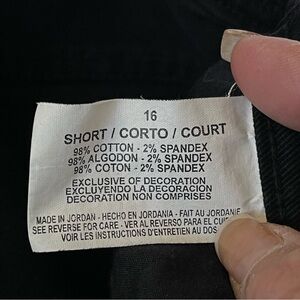 16
SHORT / CORTO / COURT
98% COTTON - 2% SPANDEX
98% ALGODON - 2% SPANDEX
98% COTON - 2% SPANDEX
EXCLUSIVE OF DECORATION
EXCLUYENDO LA DECORACION
DECORATION NON COMPRISES
MADE IN JORDAN - HECHO EN JORDANIA - FAIT AU JORDANIE
SEE REVERSE FOR CARE - VER AL REVERSO PARA EL CUIDADO
VOIR LES INSTRUCTIONS D'ENTRETIEN AU DOS